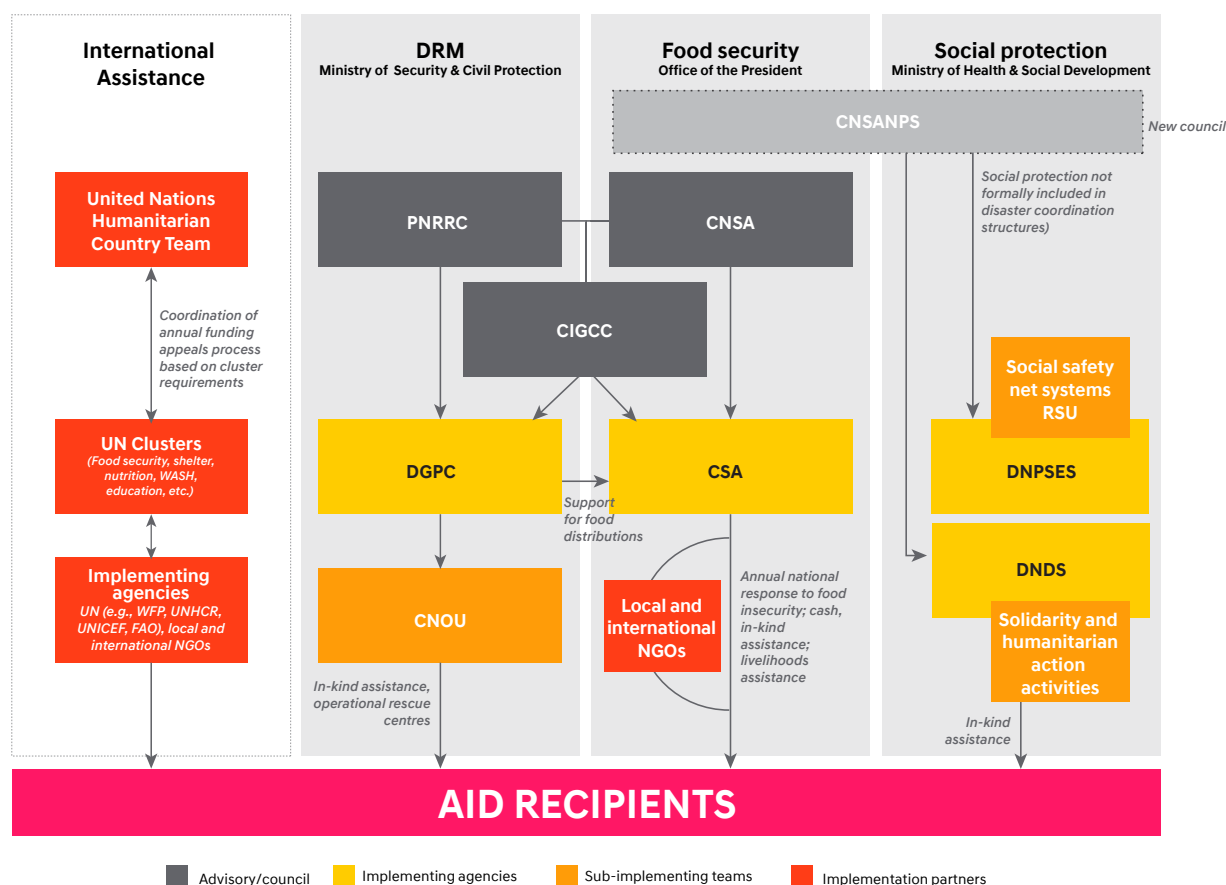 International
Assistance
DRM
Ministry of Security & Civil Protection
Food security
Office of the President
Social protection
Ministry of Health & Social Development
CNSANPS
New council
United Nations
Humanitarian
Country Team
PNRRC
CNSA
Social protection not
formally included in
disaster coordination
structures)
CIGCC
Coordination of
annual funding
appeals process
based on cluster
requirements
Social safety
net systems
RSU
UN Clusters
(Food security, shelter,
nutrition, WASH,
education, etc.)
DGPC
Support
for food
distributions
CSA
DNPSES
DNDS
Implementing
agencies
UN (e.g., WFP, UNHCR,
UNICEF, FAO), local and
international NGOs
CNOU
Local and
international
NGOs
Annual national
response to food
insecurity; cash,
in-kind
assistance;
livelihoods
assistance
Solidarity and
humanitarian
action
activities
In-kind assistance,
operational rescue
centres
In-kind
assistance
AID RECIPIENTS
Advisory/council
Implementing agencies
Sub-implementing teams
Implementation partners